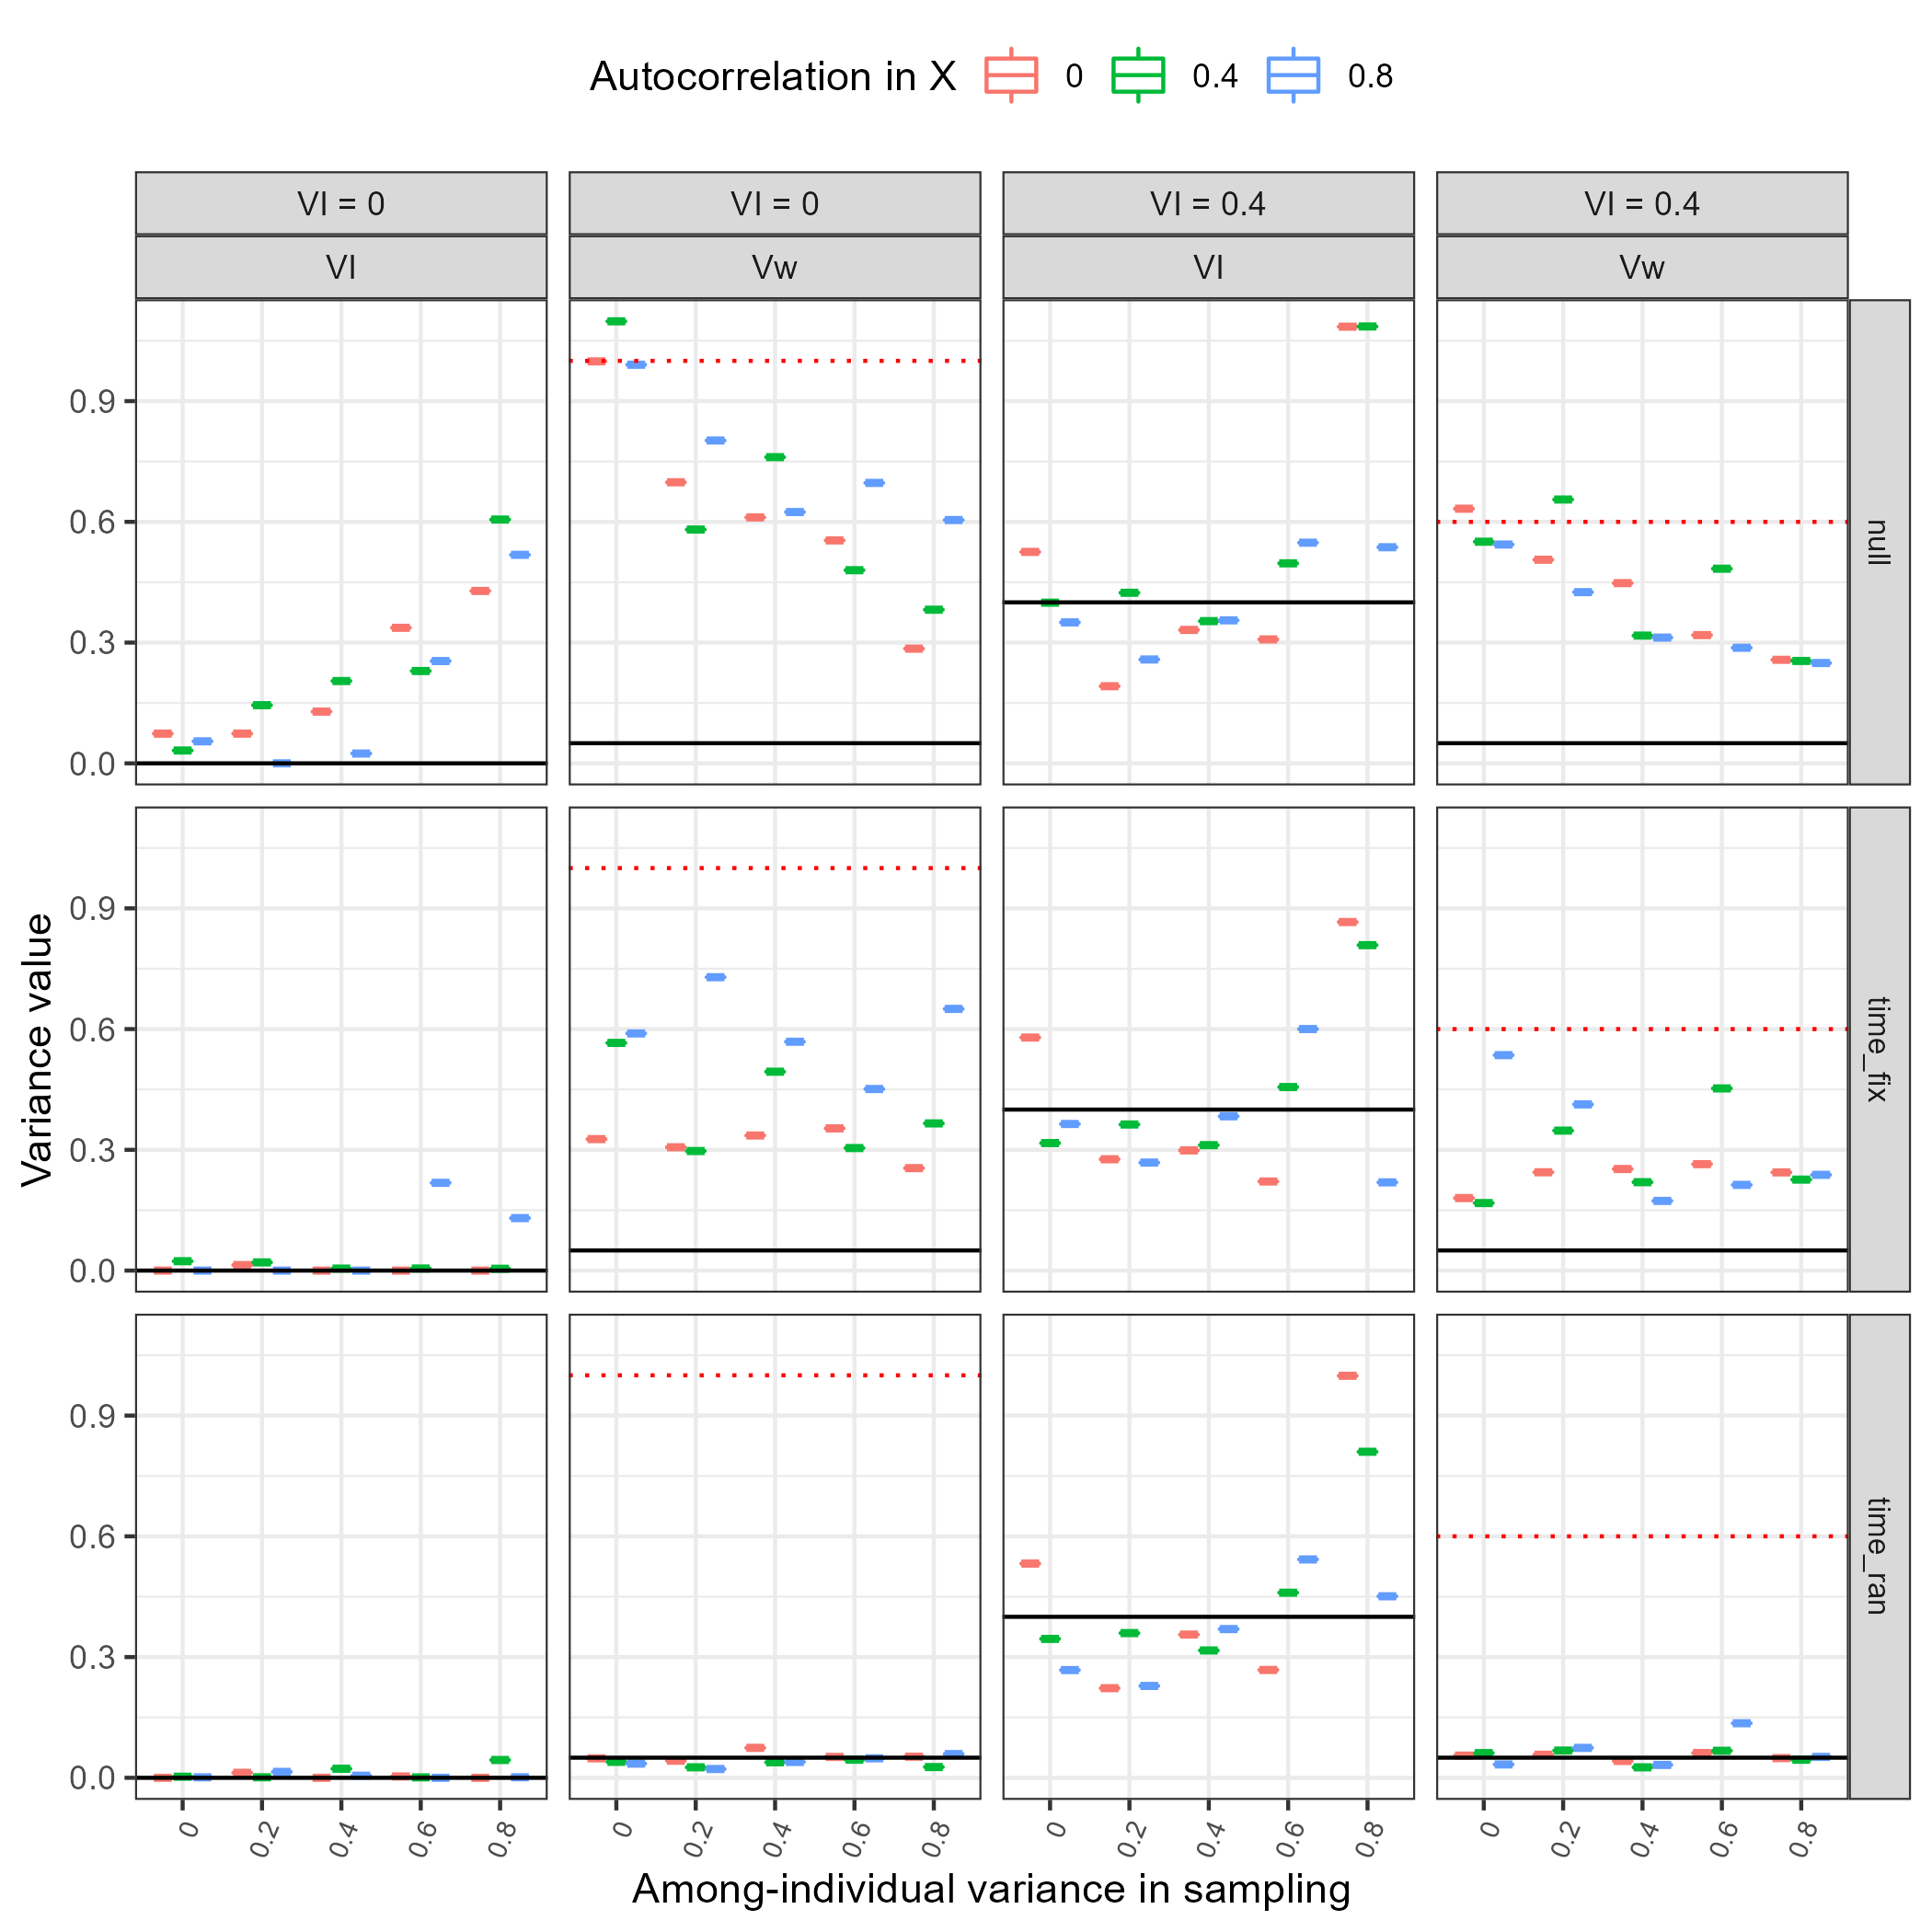 Autocorrelation in X 0 0.4 0.8
VI = 0 VI = 0 VI = 0.4 VI = 0.4
VI Vw VI Vw
0.9
0.6
0.3
0.0
null
Variance value
0.9
0.6
0.3
0.0
time_fix
0.9
0.6
0.3
0.0
time_ran
0 0.2 0.4 0.6 0.8 0 0.2 0.4 0.6 0.8 0 0.2 0.4 0.6 0.8 0 0.2 0.4 0.6 0.8
Among-individual variance in sampling